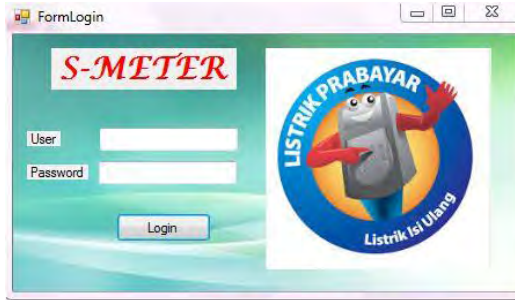 FormLogin
S-METER
User
Password
Login
LISTRIK PRABAYAR
Listrik Isi Ulang